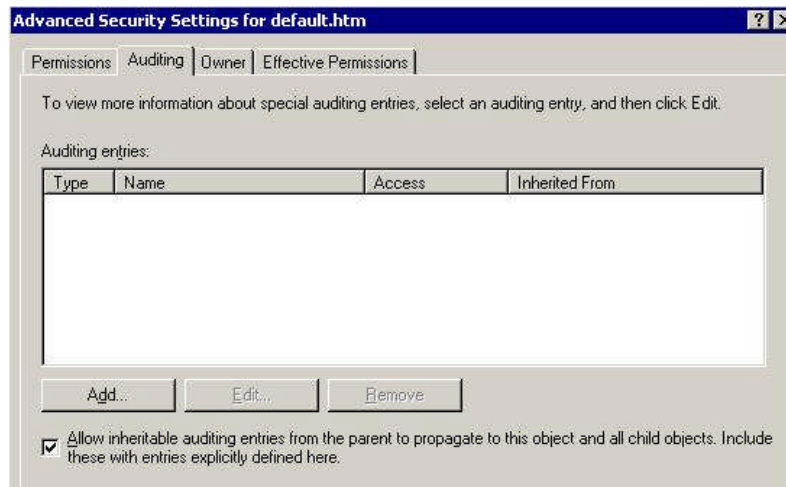 Advanced Security Settings for default.htm
Permissions Auditing Owner Effective Permissions
To view more information about special auditing entries, select an auditing entry, and then click Edit.
Auditing entries:
Type Name Access Inherited From
Add... Edit... Remove
Allow inheritable auditing entries from the parent to propagate to this object and all child objects. Include
these with entries explicitly defined here.